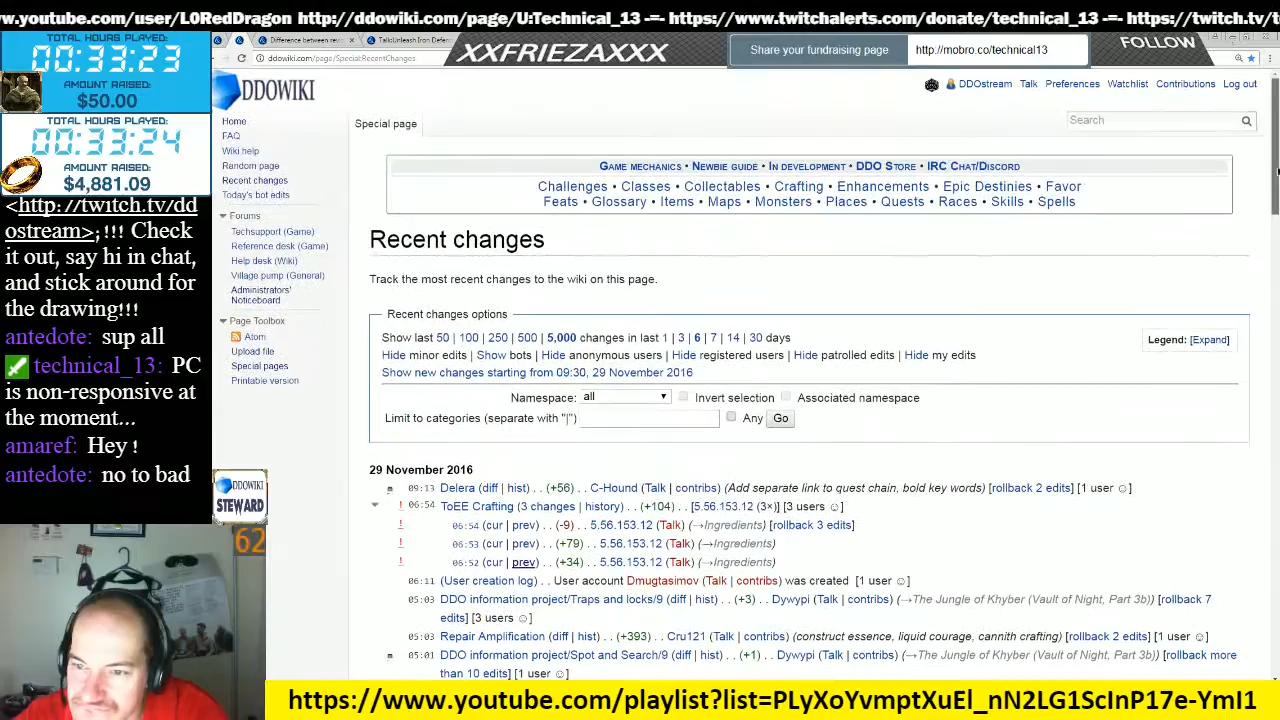 ww.youtube.com/user/L0RedDragon http://ddowiki.com/page/U:Technical_13 -=- https://www.twitchalerts.com/donate/technical_13 -=- https://twitch.tv/t
TOTAL HOURS PLAYED:
00:33:23
AMOUNT RAISED:
$50.00
TOTAL HOURS PLAYED:
00:33:24
AMOUNT RAISED:
$4,881.09
Difference between rev
Talk:Unleash Iron Defen
XXFRIEZAXXX
Share your fundraising page
http://mobro.co/technical13
FOLLOW
ddowiki.com/page/Special:RecentChanges
DDOWIKI
DDOstream Talk Preferences Watchlist Contributions Log out
Special page
Search
Home
FAQ
Wiki help
Random page
Recent changes
Today's bot edits
Forums
Techsupport (Game)
Reference desk (Game)
Help desk (Wiki)
Village pump (General)
Administrators'
Noticeboard
Page Toolbox
Atom
Upload file
Special pages
Printable version
Game mechanics • Newbie guide • In development • DDO Store • IRC Chat/Discord
Challenges • Classes • Collectables • Crafting • Enhancements • Epic Destinies • Favor
Feats • Glossary • Items • Maps • Monsters • Places • Quests • Races • Skills • Spells
Recent changes
Track the most recent changes to the wiki on this page.
Recent changes options
Show last 50 | 100 | 250 | 500 | 5,000 changes in last 1 | 3 | 6 | 7 | 14 | 30 days
Hide minor edits | Show bots | Hide anonymous users | Hide registered users | Hide patrolled edits | Hide my edits
Show new changes starting from 09:30, 29 November 2016
Legend: [Expand]
Namespace: all Invert selection Associated namespace
Limit to categories (separate with "|") Any Go
29 November 2016
m 09:13 Delera (diff | hist) . . (+56) . . C-Hound (Talk | contribs) (Add separate link to quest chain, bold key words) [rollback 2 edits] [1 user ☺]
! 06:54 ToEE Crafting (3 changes | history) . . (+104) . . [5.56.153.12 (3×)] [3 users ☺]
! 06:54 (cur | prev) . . (-9) . . 5.56.153.12 (Talk) (→Ingredients) [rollback 3 edits]
! 06:53 (cur | prev) . . (+79) . . 5.56.153.12 (Talk) (→Ingredients)
! 06:52 (cur | prev) . . (+34) . . 5.56.153.12 (Talk) (→Ingredients)
06:11 (User creation log) . . User account Dmugtasimov (Talk | contribs) was created [1 user ☺]
05:03 DDO information project/Traps and locks/9 (diff | hist) . . (+3) . . Dywypi (Talk | contribs) (→The Jungle of Khyber (Vault of Night, Part 3b)) [rollback 7
edits] [3 users ☺]
05:03 Repair Amplification (diff | hist) . . (+393) . . Cru121 (Talk | contribs) (construct essence, liquid courage, cannith crafting) [rollback 2 edits] [1 user ☺]
m 05:01 DDO information project/Spot and Search/9 (diff | hist) . . (+1) . . Dywypi (Talk | contribs) (→The Jungle of Khyber (Vault of Night, Part 3b)) [rollback more
than 10 edits] [1 user ☺]
<http://twitch.tv/dd
ostream>;!!! Check
it out, say hi in chat,
and stick around for
the drawing!!!
antedote: sup all
technical_13: PC
is non-responsive at
the moment...
amaref: Hey !
antedote: no to bad
DDOWIKI
STEWARD
62
https://www.youtube.com/playlist?list=PLyXoYvmptXuEl_nN2LG1ScInP17e-YmI1